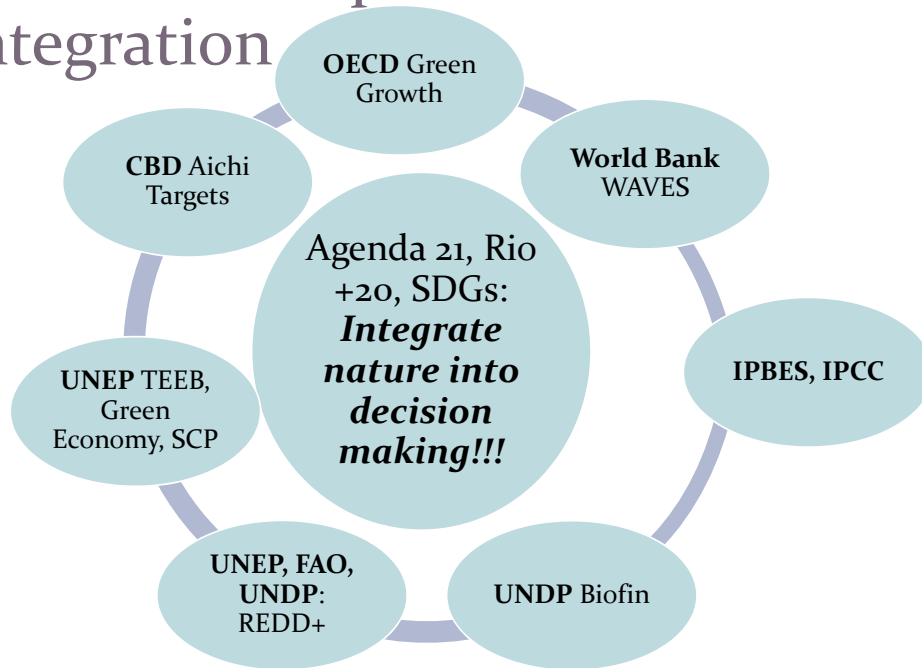 ntegration
OECD Green
Growth
World Bank
WAVES
IPBES, IPCC
UNDP Biofin
UNEP, FAO,
UNDP:
REDD+
UNEP TEEB,
Green
Economy, SCP
CBD Aichi
Targets
Agenda 21, Rio
+20, SDGs:
Integrate
nature into
decision
making!!!